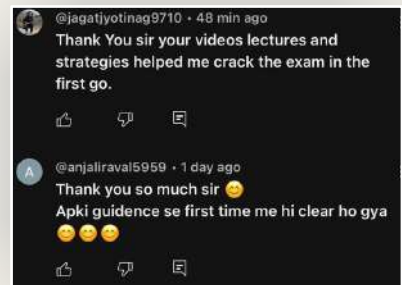 @jagatjyotinag9710 • 48 min ago
Thank You sir your videos lectures and
strategies helped me crack the exam in the
first go.
A
@anjaliraval5959 • 1 day ago
Thank you so much sir 😊
Apki guidence se first time me hi clear ho gya
😊😊😊